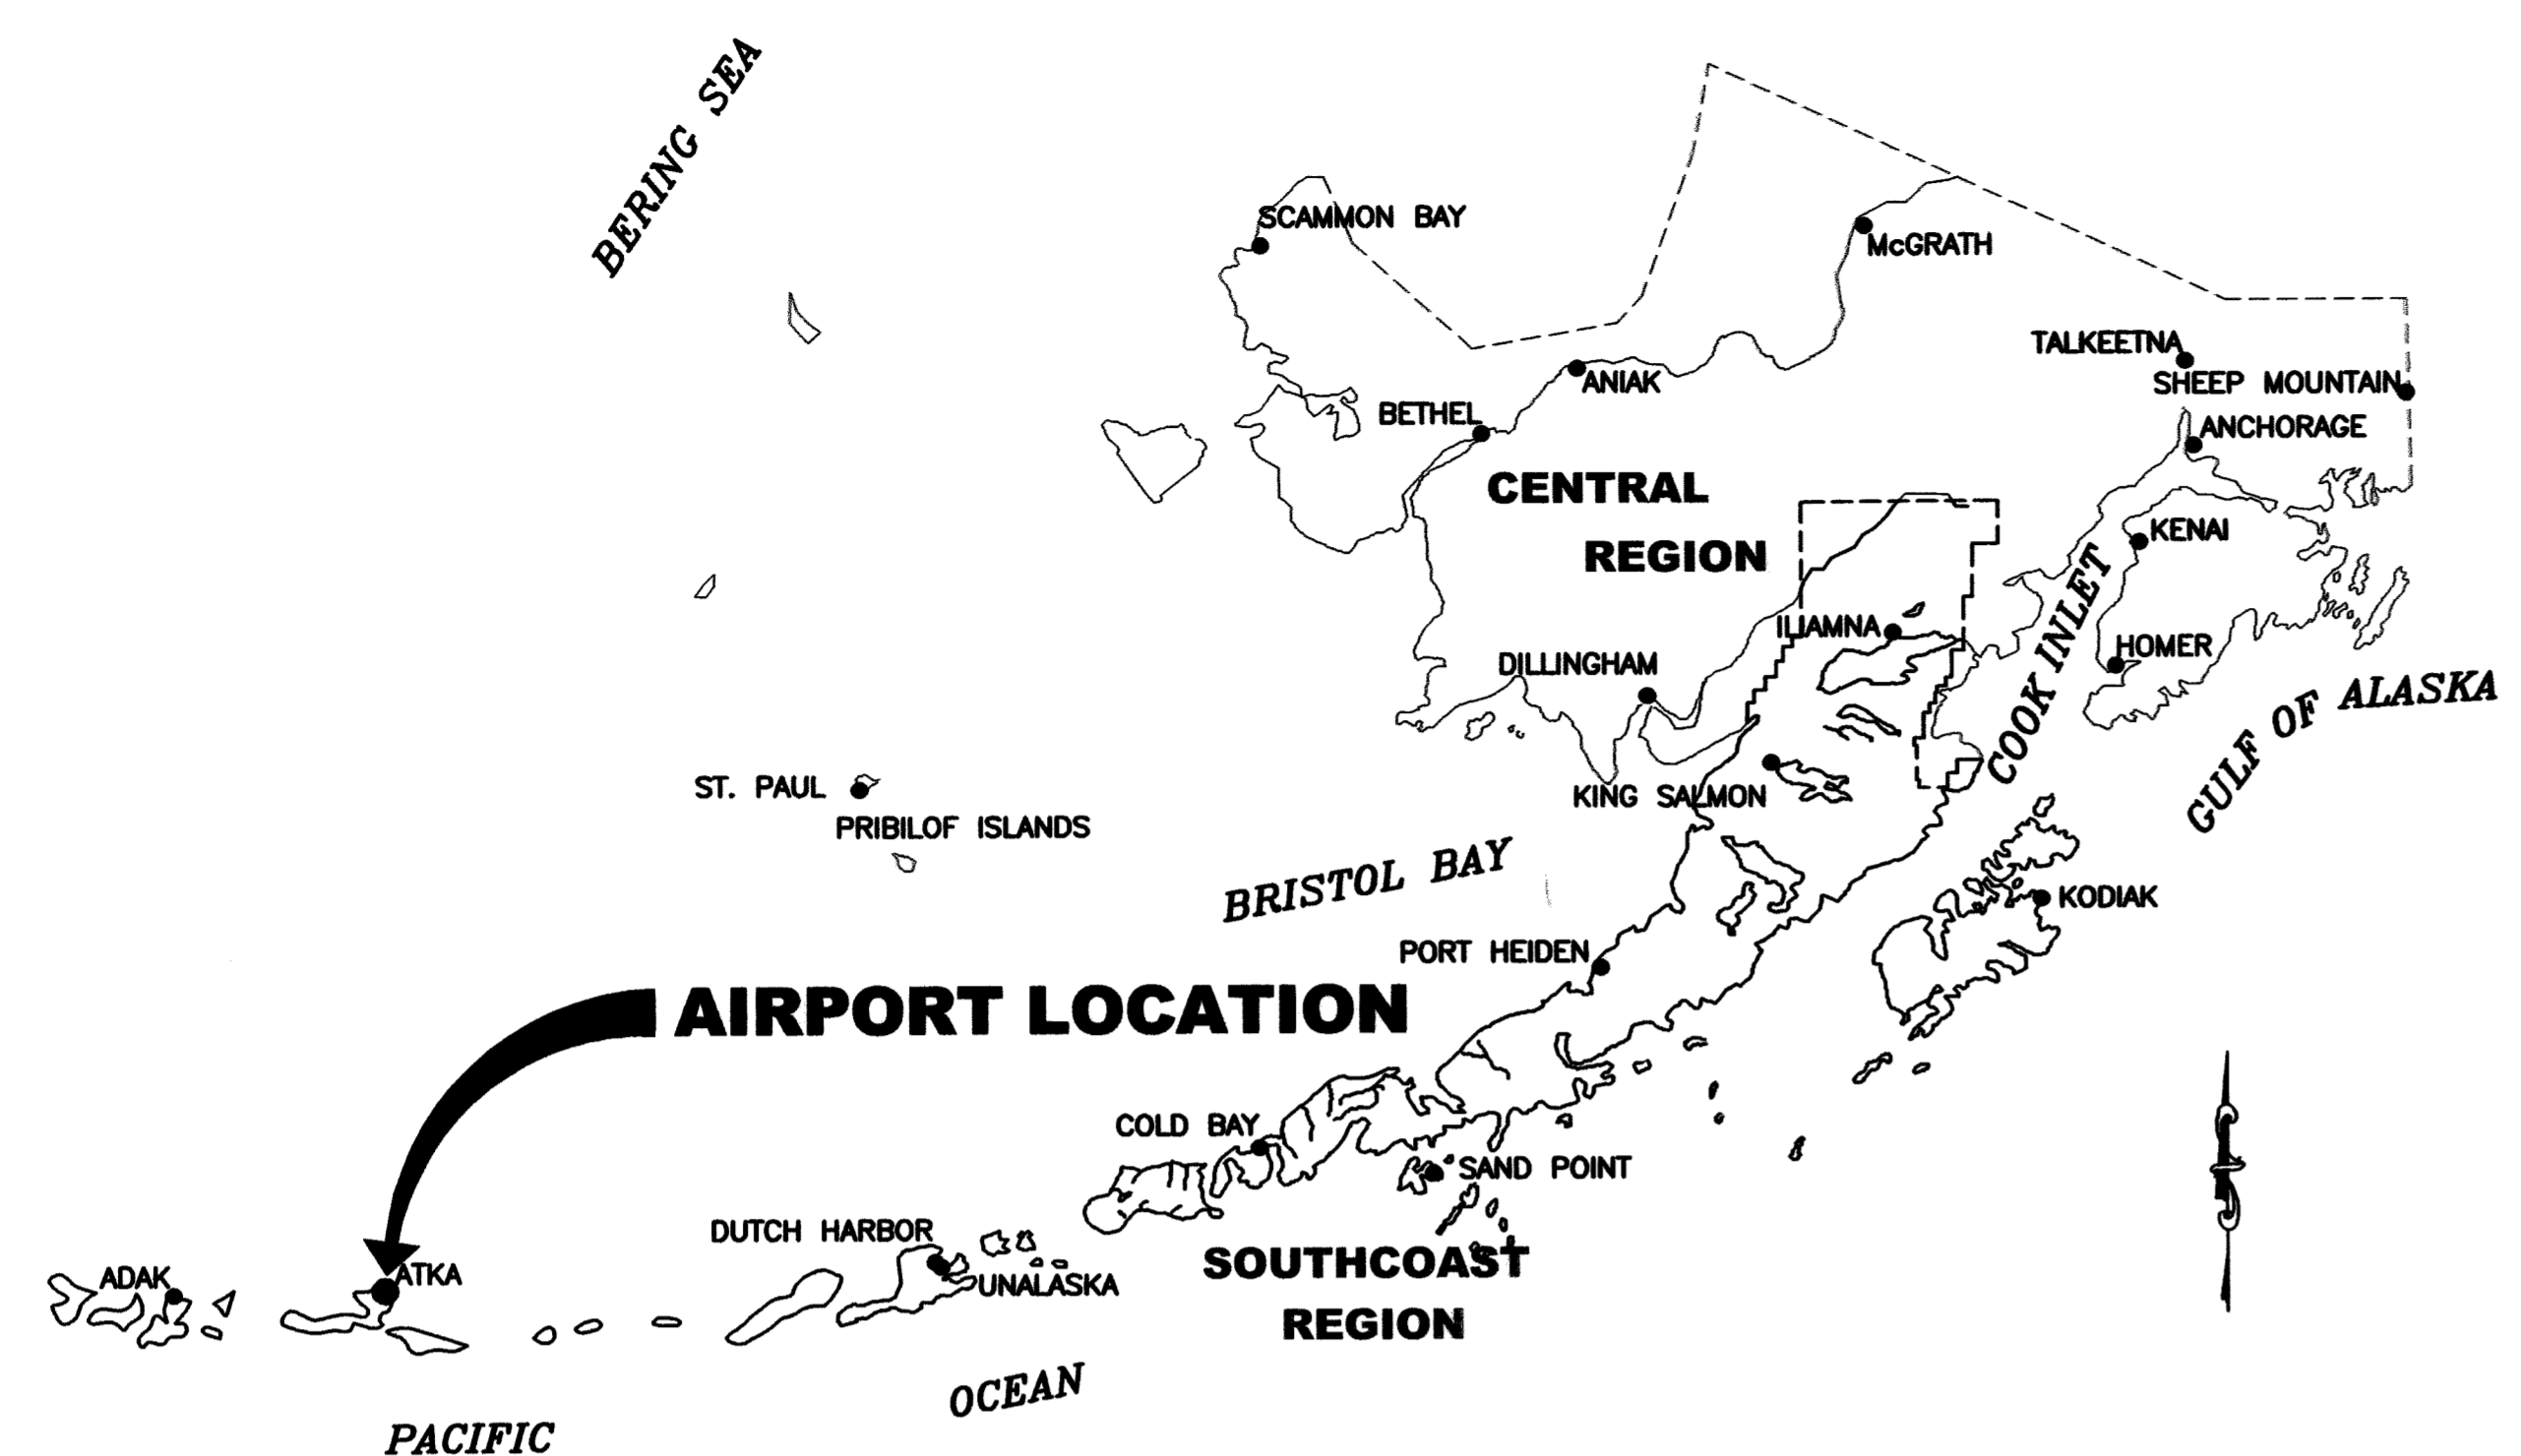 BERING SEA
SCAMMON BAY
McGRATH
TALKEETNA
SHEEP MOUNTAIN
ANIAK
BETHEL
ANCHORAGE
CENTRAL
REGION
KENAI
COOK INLET
ILIAMNA
HOMER
DILLINGHAM
GULF OF ALASKA
KING SALMON
ST. PAUL
PRIBILOF ISLANDS
BRISTOL BAY
KODIAK
PORT HEIDEN
AIRPORT LOCATION
COLD BAY
SAND POINT
DUTCH HARBOR
SOUTHCOAST
REGION
ADAK
ATKA
UNALASKA
PACIFIC OCEAN